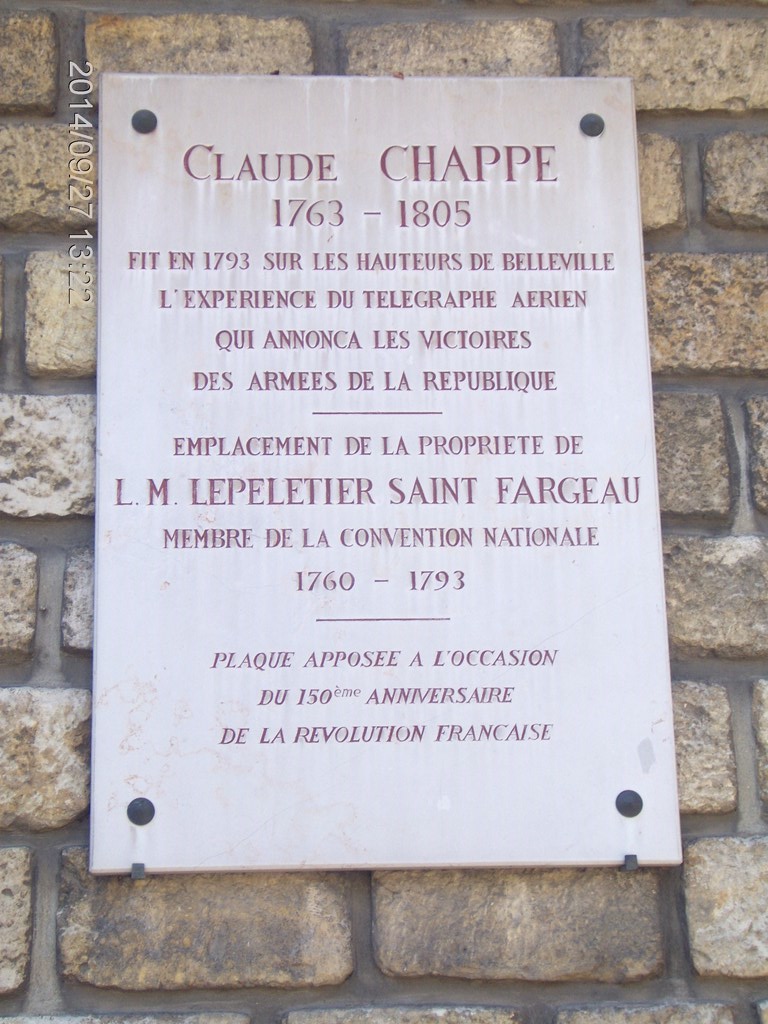 2014/09/27 13:22
CLAUDE CHAPPE
1763 - 1805
FIT EN 1793 SUR LES HAUTEURS DE BELLEVILLE
L'EXPERIENCE DU TELEGRAPHE AERIEN
QUI ANNONCA LES VICTOIRES
DES ARMEES DE LA REPUBLIQUE
EMPLACEMENT DE LA PROPRIETE DE
L. M. LEPELETIER SAINT FARGEAU
MEMBRE DE LA CONVENTION NATIONALE
1760 - 1793
PLAQUE APPOSEE A L'OCCASION
DU 150ème ANNIVERSAIRE
DE LA REVOLUTION FRANCAISE